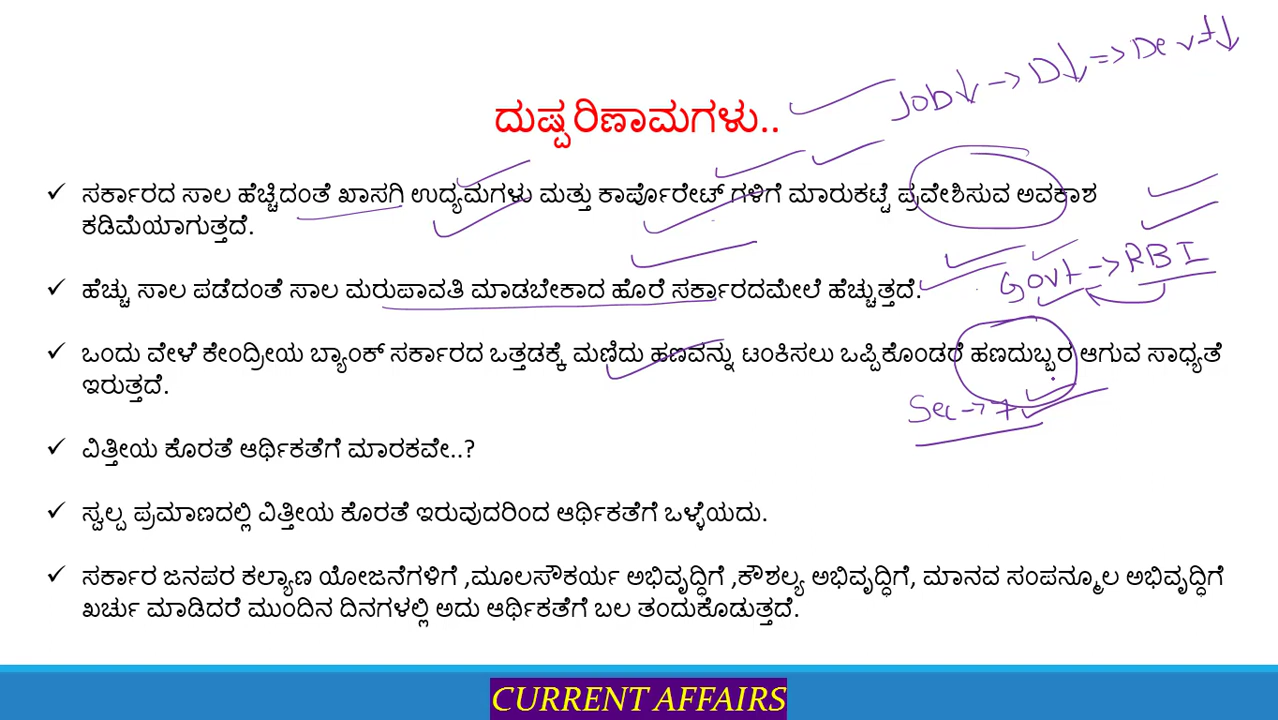 Job↓ → D↓ => Devt↓
ದುಷ್ಪರಿಣಾಮಗಳು..
✓ ಸರ್ಕಾರದ ಸಾಲ ಹೆಚ್ಚಿದಂತೆ ಖಾಸಗಿ ಉದ್ಯಮಗಳು ಮತ್ತು ಕಾರ್ಪೊರೇಟ್ ಗಳಿಗೆ ಮಾರುಕಟ್ಟೆ ಪ್ರವೇಶಿಸುವ ಅವಕಾಶ
ಕಡಿಮೆಯಾಗುತ್ತದೆ.
Govt → RBI
✓ ಹೆಚ್ಚು ಸಾಲ ಪಡೆದಂತೆ ಸಾಲ ಮರುಪಾವತಿ ಮಾಡಬೇಕಾದ ಹೊರೆ ಸರ್ಕಾರದಮೇಲೆ ಹೆಚ್ಚುತ್ತದೆ.
✓ ಒಂದು ವೇಳೆ ಕೇಂದ್ರೀಯ ಬ್ಯಾಂಕ್ ಸರ್ಕಾರದ ಒತ್ತಡಕ್ಕೆ ಮಣಿದು ಹಣವನ್ನು ಟಂಕಿಸಲು ಒಪ್ಪಿಕೊಂಡರೆ ಹಣದುಬ್ಬರ ಆಗುವ ಸಾಧ್ಯತೆ
ಇರುತ್ತದೆ.
Sec → 7
✓ ವಿತ್ತೀಯ ಕೊರತೆ ಆರ್ಥಿಕತೆಗೆ ಮಾರಕವೇ..?
✓ ಸ್ವಲ್ಪ ಪ್ರಮಾಣದಲ್ಲಿ ವಿತ್ತೀಯ ಕೊರತೆ ಇರುವುದರಿಂದ ಆರ್ಥಿಕತೆಗೆ ಒಳ್ಳೆಯದು.
✓ ಸರ್ಕಾರ ಜನಪರ ಕಲ್ಯಾಣ ಯೋಜನೆಗಳಿಗೆ ,ಮೂಲಸೌಕರ್ಯ ಅಭಿವೃದ್ಧಿಗೆ ,ಕೌಶಲ್ಯ ಅಭಿವೃದ್ಧಿಗೆ, ಮಾನವ ಸಂಪನ್ಮೂಲ ಅಭಿವೃದ್ಧಿಗೆ
ಖರ್ಚು ಮಾಡಿದರೆ ಮುಂದಿನ ದಿನಗಳಲ್ಲಿ ಅದು ಆರ್ಥಿಕತೆಗೆ ಬಲ ತಂದುಕೊಡುತ್ತದೆ.
CURRENT AFFAIRS